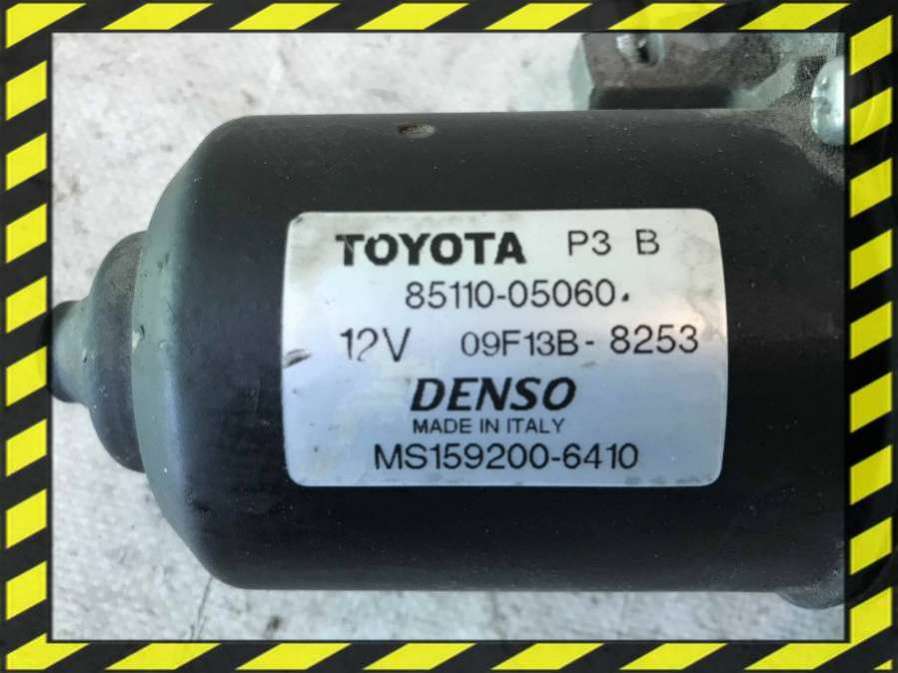 TOYOTA P3 B
85110-05060
12V 09F13B-8253
DENSO
MADE IN ITALY
MS159200-6410